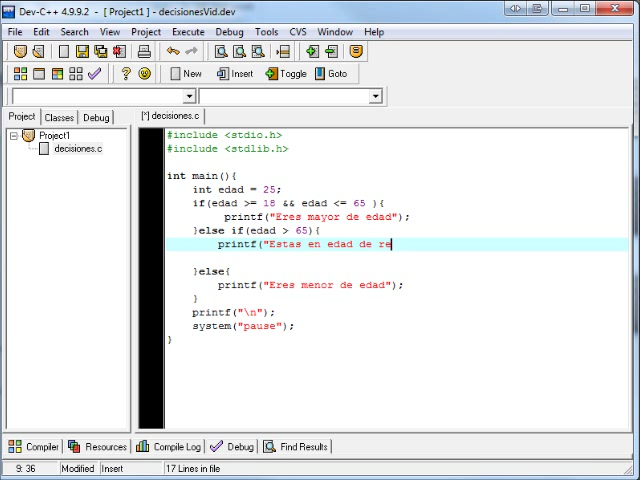 Dev-C++ 4.9.9.2 - [ Project1 ] - decisionesVid.dev
File Edit Search View Project Execute Debug Tools CVS Window Help
New Insert Toggle Goto
Project Classes Debug
[*] decisiones.c
Project1
decisiones.c
#include <stdio.h>
#include <stdlib.h>
int main(){
int edad = 25;
if(edad >= 18 && edad <= 65 ){
printf("Eres mayor de edad");
}else if(edad > 65){
printf("Estas en edad de re
}else{
printf("Eres menor de edad");
}
printf("\n");
system("pause");
}
Compiler Resources Compile Log Debug Find Results
9: 36 Modified Insert 17 Lines in file